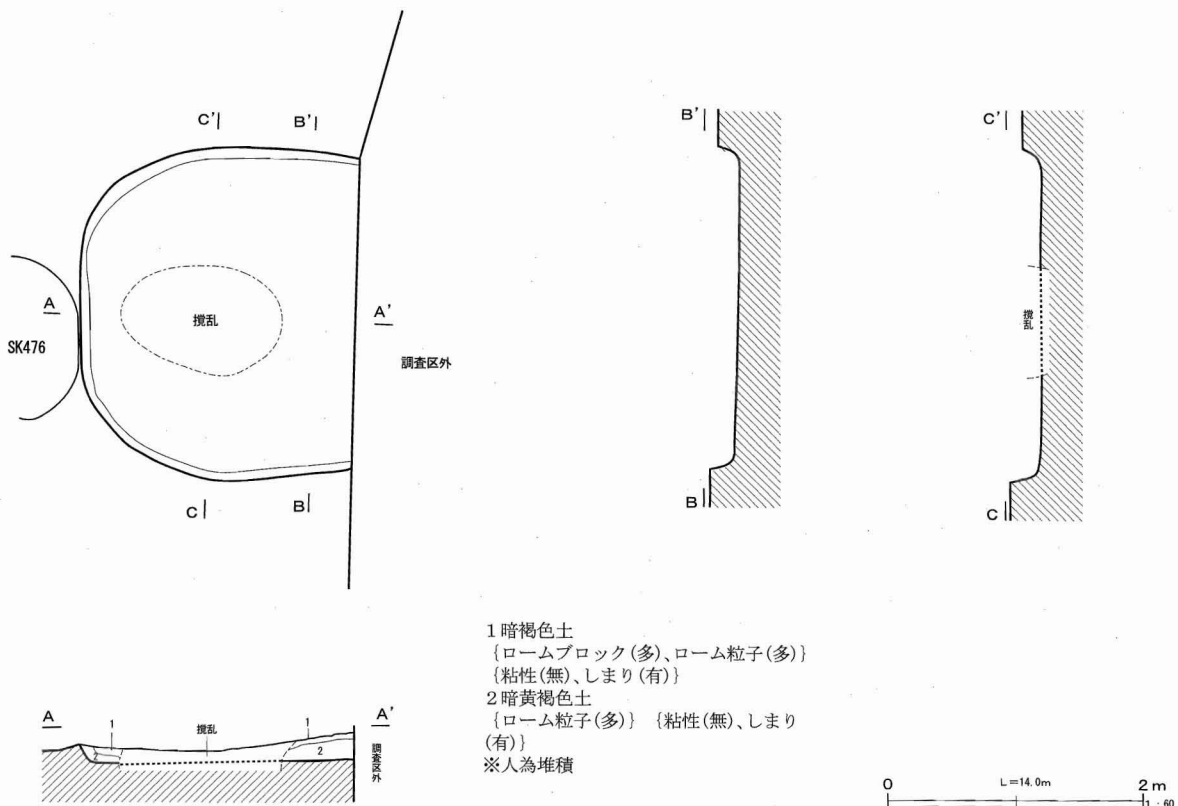 C' B'
A
SK476
攪乱
A'
調査区外
C B
B'
B
C'
攪乱
C
A
1
攪乱
1
A'
2
2
調査区外
1暗褐色土
{ロームブロック(多)、ローム粒子(多)}
{粘性(無)、しまり(有)}
2暗黄褐色土
{ローム粒子(多)} {粘性(無)、しまり
(有)}
※人為堆積
0 L=14.0m 2m
1:60